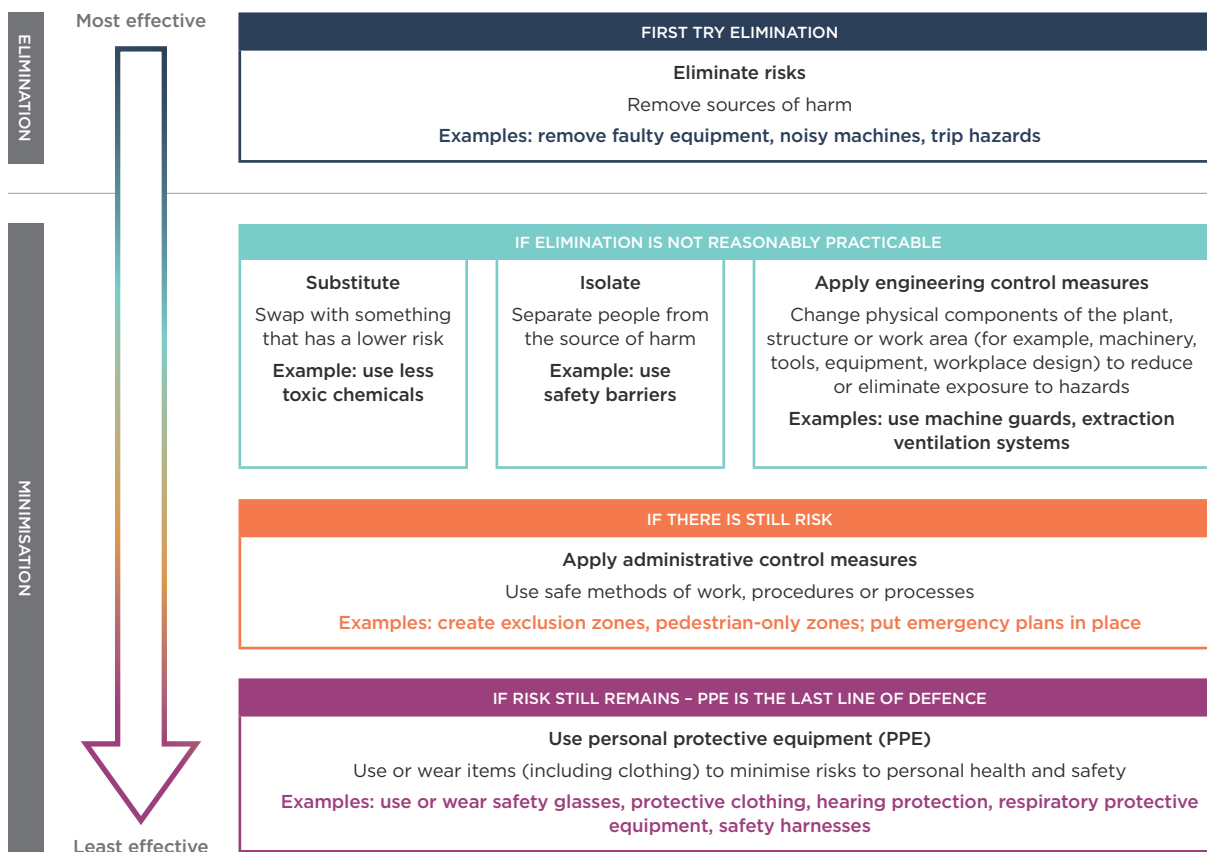 Most effective
ELIMINATION
FIRST TRY ELIMINATION
Eliminate risks
Remove sources of harm
Examples: remove faulty equipment, noisy machines, trip hazards
MINIMISATION
IF ELIMINATION IS NOT REASONABLY PRACTICABLE
Substitute
Swap with something
that has a lower risk
Example: use less
toxic chemicals
Isolate
Separate people from
the source of harm
Example: use
safety barriers
Apply engineering control measures
Change physical components of the plant,
structure or work area (for example, machinery,
tools, equipment, workplace design) to reduce
or eliminate exposure to hazards
Examples: use machine guards, extraction
ventilation systems
IF THERE IS STILL RISK
Apply administrative control measures
Use safe methods of work, procedures or processes
Examples: create exclusion zones, pedestrian-only zones; put emergency plans in place
IF RISK STILL REMAINS – PPE IS THE LAST LINE OF DEFENCE
Use personal protective equipment (PPE)
Use or wear items (including clothing) to minimise risks to personal health and safety
Examples: use or wear safety glasses, protective clothing, hearing protection, respiratory protective
equipment, safety harnesses
Least effective